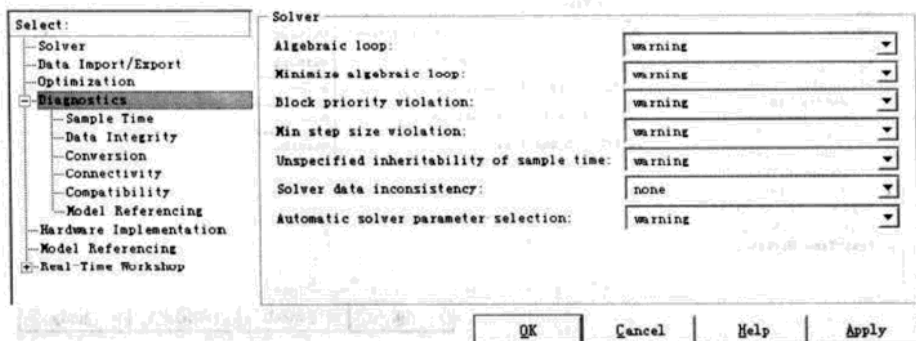 Select:
Solver
Data Import/Export
Optimization
Diagnostics
Sample Time
Data Integrity
Conversion
Connectivity
Compatibility
Model Referencing
Hardware Implementation
Model Referencing
Real-Time Workshop
Solver
Algebraic loop: warning
Minimize algebraic loop: warning
Block priority violation: warning
Min step size violation: warning
Unspecified inheritability of sample time: warning
Solver data inconsistency: none
Automatic solver parameter selection: warning
OK Cancel Help Apply